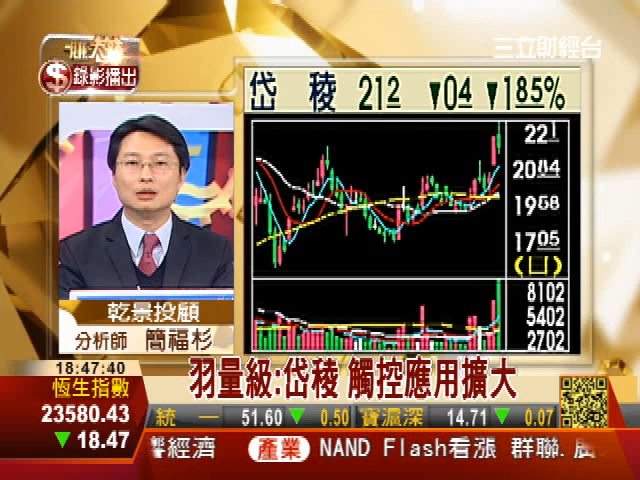 三立財經台
錄影播出
岱 稜 212 ▼04 ▼185%
221
2084
1958
1705
(日)
8102
5402
2702
乾景投顧
分析師 簡福杉
18:47:40
羽量級:岱稜 觸控應用擴大
恆生指數
23580.43
▼ 18.47
統一 51.60 ▼ 0.50 寶滬深 14.71 ▼ 0.07
經濟 產業 NAND Flash看漲 群聯.